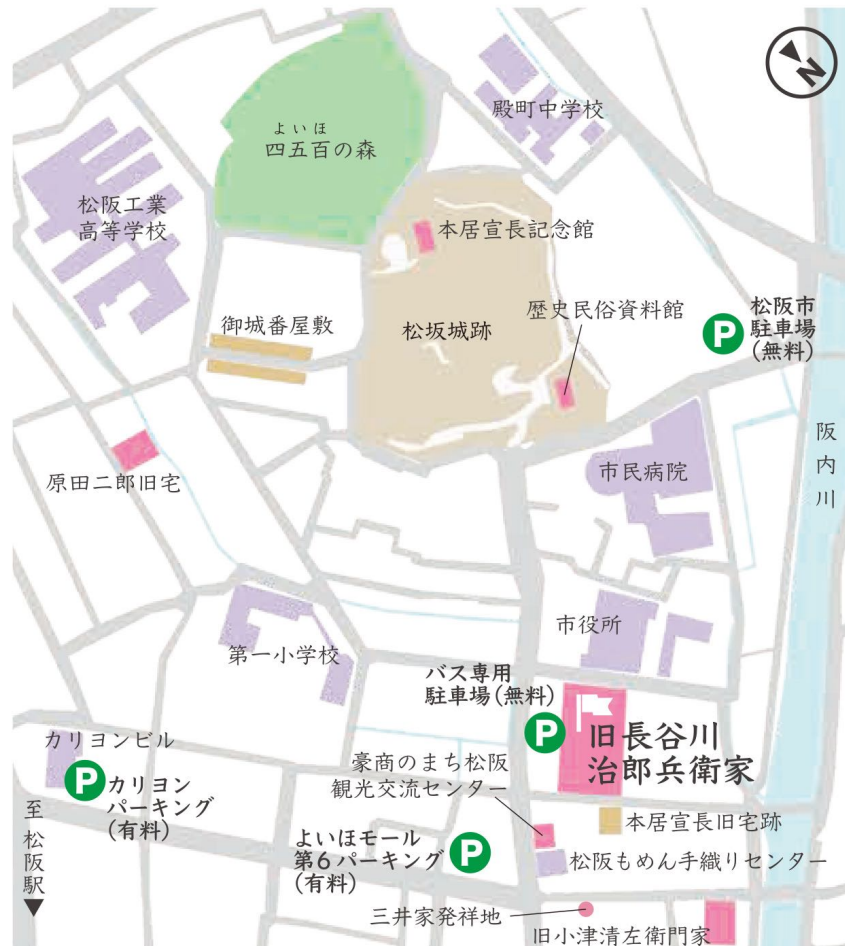 N
殿町中学校
よいほ
四五百の森
松阪工業
高等学校
本居宣長記念館
歴史民俗資料館
P
松阪市
駐車場
(無料)
御城番屋敷
松坂城跡
阪内川
市民病院
原田二郎旧宅
市役所
第一小学校
バス専用
駐車場(無料)
P
旧長谷川
治郎兵衛家
カリヨンビル
P
カリヨン
パーキング
(有料)
豪商のまち松阪
観光交流センター
本居宣長旧宅跡
よいほモール
第6パーキング
(有料)
P
松阪もめん手織りセンター
至松阪駅
三井家発祥地
旧小津清左衛門家